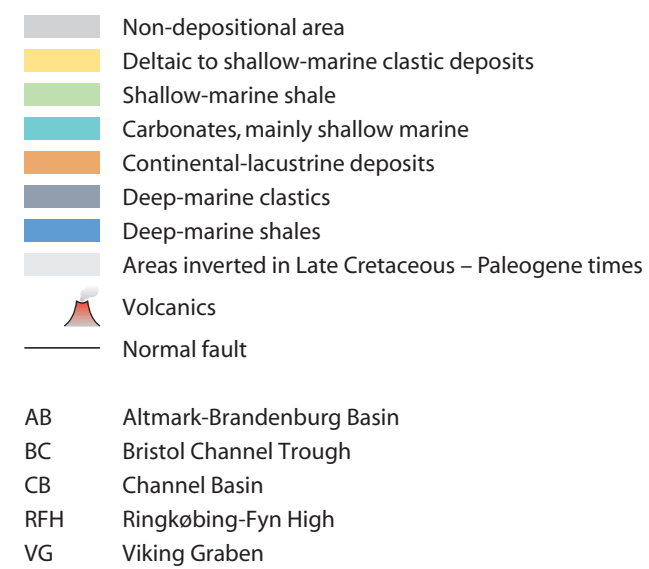 Non-depositional area
Deltaic to shallow-marine clastic deposits
Shallow-marine shale
Carbonates, mainly shallow marine
Continental-lacustrine deposits
Deep-marine clastics
Deep-marine shales
Areas inverted in Late Cretaceous – Paleogene times
Volcanics
Normal fault
AB Altmark-Brandenburg Basin
BC Bristol Channel Trough
CB Channel Basin
RFH Ringkøbing-Fyn High
VG Viking Graben